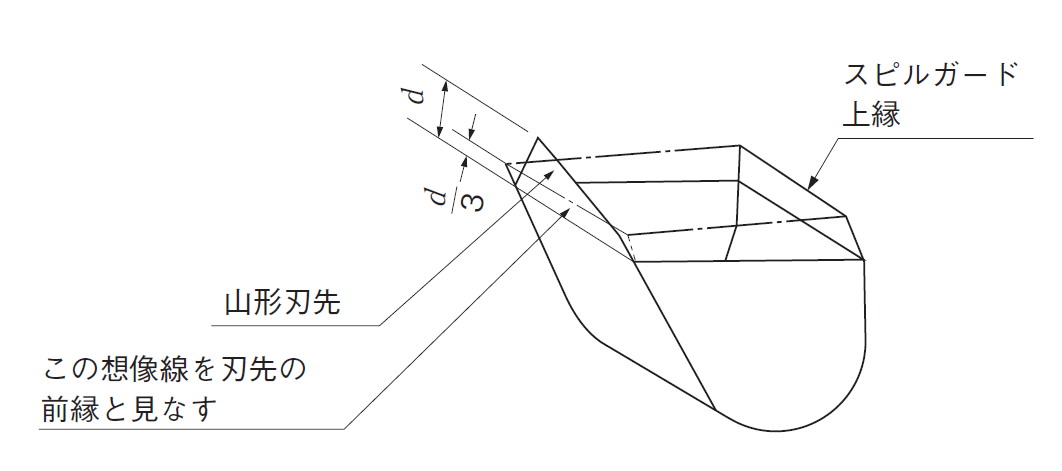 スピルガード
上縁
d
d
3
山形刃先
この想像線を刃先の
前縁と見なす